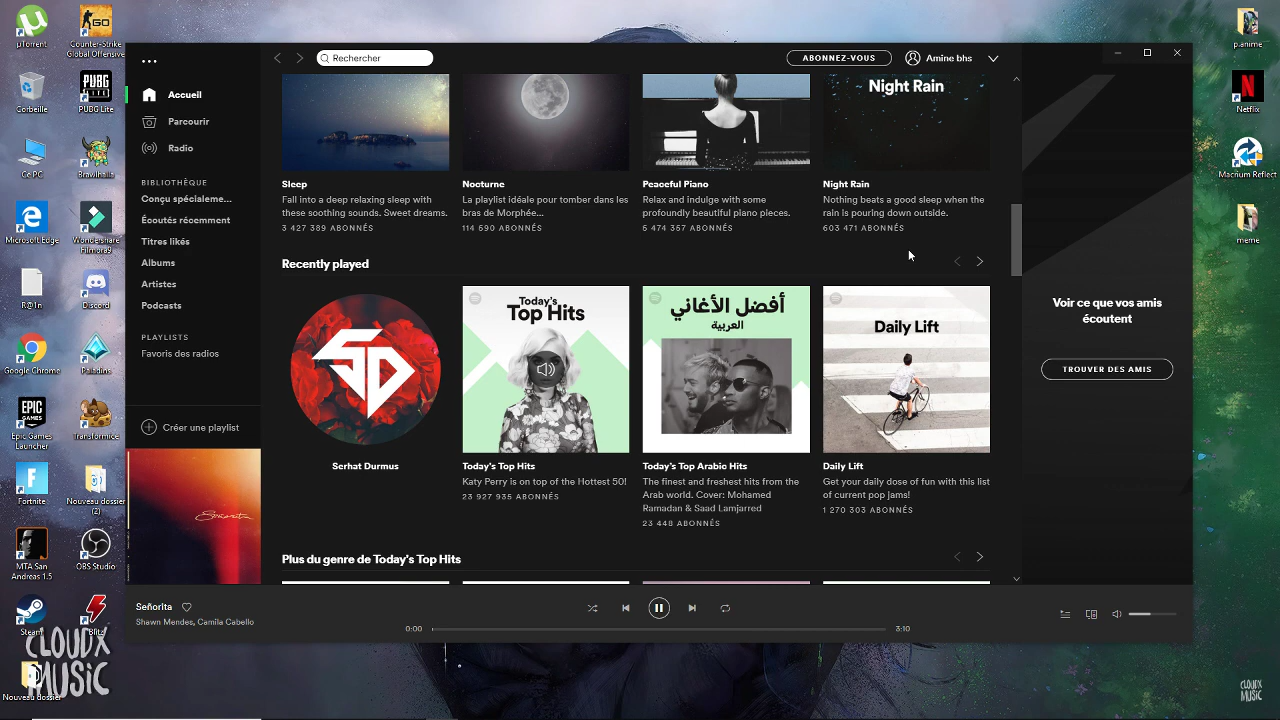 µTorrent
Counter-Strike
Global Offensive
Corbeille
PUBG
LITE
PUBG Lite
Ce PC
Brawlhalla
Microsoft Edge
Wondershare
Filmora9
R@1n
Discord
Google Chrome
Paladins
EPIC
GAMES
Epic Games
Launcher
Transformice
Fortnite
Nouveau dossier
(2)
MTA San
Andreas 1.5
OBS Studio
Steam
Blitz
Nouveau dossier
CLOUDX
MUSIC
Rechercher
ABONNEZ-VOUS
Amine bhs
Accueil
Parcourir
Radio
BIBLIOTHÈQUE
Conçu spécialeme...
Écoutés récemment
Titres likés
Albums
Artistes
Podcasts
PLAYLISTS
Favoris des radios
Créer une playlist
Señorita
Night Rain
Sleep
Fall into a deep relaxing sleep with
these soothing sounds. Sweet dreams.
3 427 389 ABONNÉS
Nocturne
La playlist idéale pour tomber dans les
bras de Morphée...
114 690 ABONNÉS
Peaceful Piano
Relax and indulge with some
profoundly beautiful piano pieces.
5 474 357 ABONNÉS
Night Rain
Nothing beats a good sleep when the
rain is pouring down outside.
603 471 ABONNÉS
Recently played
SD
Today's
Top Hits
أفضل الأغاني
العربية
Daily Lift
Serhat Durmus
Today's Top Hits
Katy Perry is on top of the Hottest 50!
23 927 935 ABONNÉS
Today's Top Arabic Hits
The finest and freshest hits from the
Arab world. Cover: Mohamed
Ramadan & Saad Lamjarred
23 448 ABONNÉS
Daily Lift
Get your daily dose of fun with this list
of current pop jams!
1 270 303 ABONNÉS
Plus du genre de Today's Top Hits
Voir ce que vos amis
écoutent
TROUVER DES AMIS
Señorita
Shawn Mendes, Camila Cabello
0:00
3:10
p.anime
Netflix
Macrium Reflect
meme
CLOUDX
MUSIC